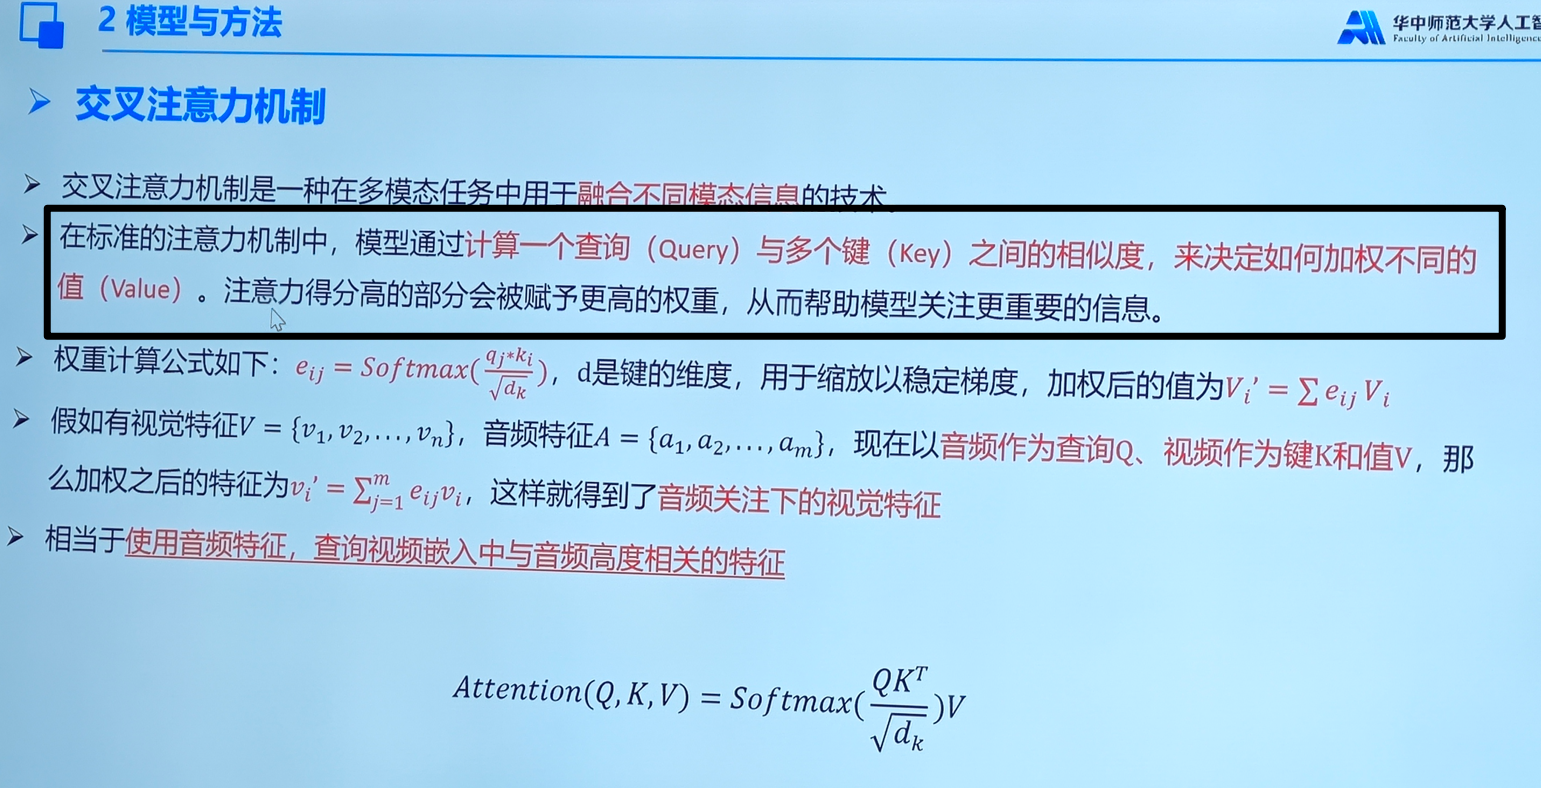 2 模型与方法
华中师范大学人工智
Faculty of Artificial Intelligence
交叉注意力机制
交叉注意力机制是一种在多模态任务中用于融合不同模态信息的技术。
在标准的注意力机制中，模型通过计算一个查询（Query）与多个键（Key）之间的相似度，来决定如何加权不同的
值（Value）。注意力得分高的部分会被赋予更高的权重，从而帮助模型关注更重要的信息。
权重计算公式如下：e_{ij} = Softmax(\frac{q_j*k_i}{\sqrt{d_k}})，d是键的维度，用于缩放以稳定梯度，加权后的值为V_i' = ∑ e_{ij} V_i
假如有视觉特征V = {v_1, v_2, ..., v_n}，音频特征A = {a_1, a_2, ..., a_m}，现在以音频作为查询Q、视频作为键K和值V，那
么加权之后的特征为v_i' = ∑_{j=1}^{m} e_{ij} v_i，这样就得到了音频关注下的视觉特征
相当于使用音频特征，查询视频嵌入中与音频高度相关的特征
Attention(Q, K, V) = Softmax(\frac{QK^T}{\sqrt{d_k}})V